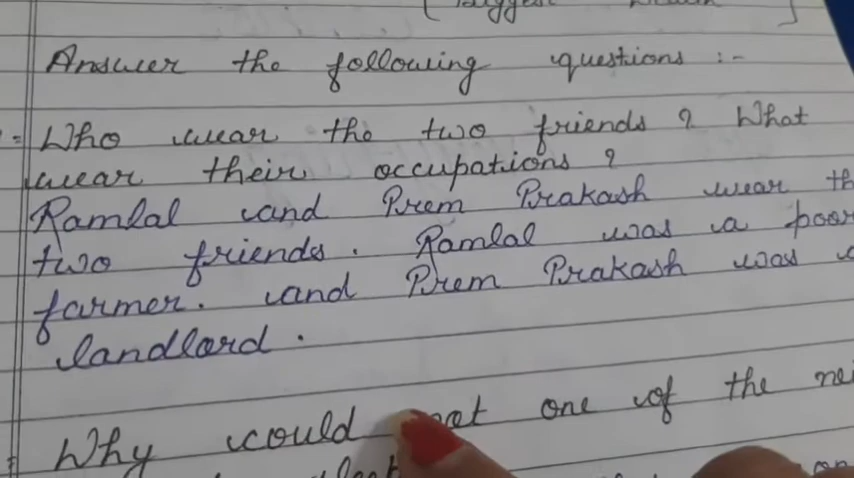 Answer the following questions :-
Who wear the two friends ? What
wear their occupations ?
Ramlal and Prem Prakash wear
two friends. Ramlal was a poor
farmer. and Prem Prakash was
landlord.
Why could not one of the